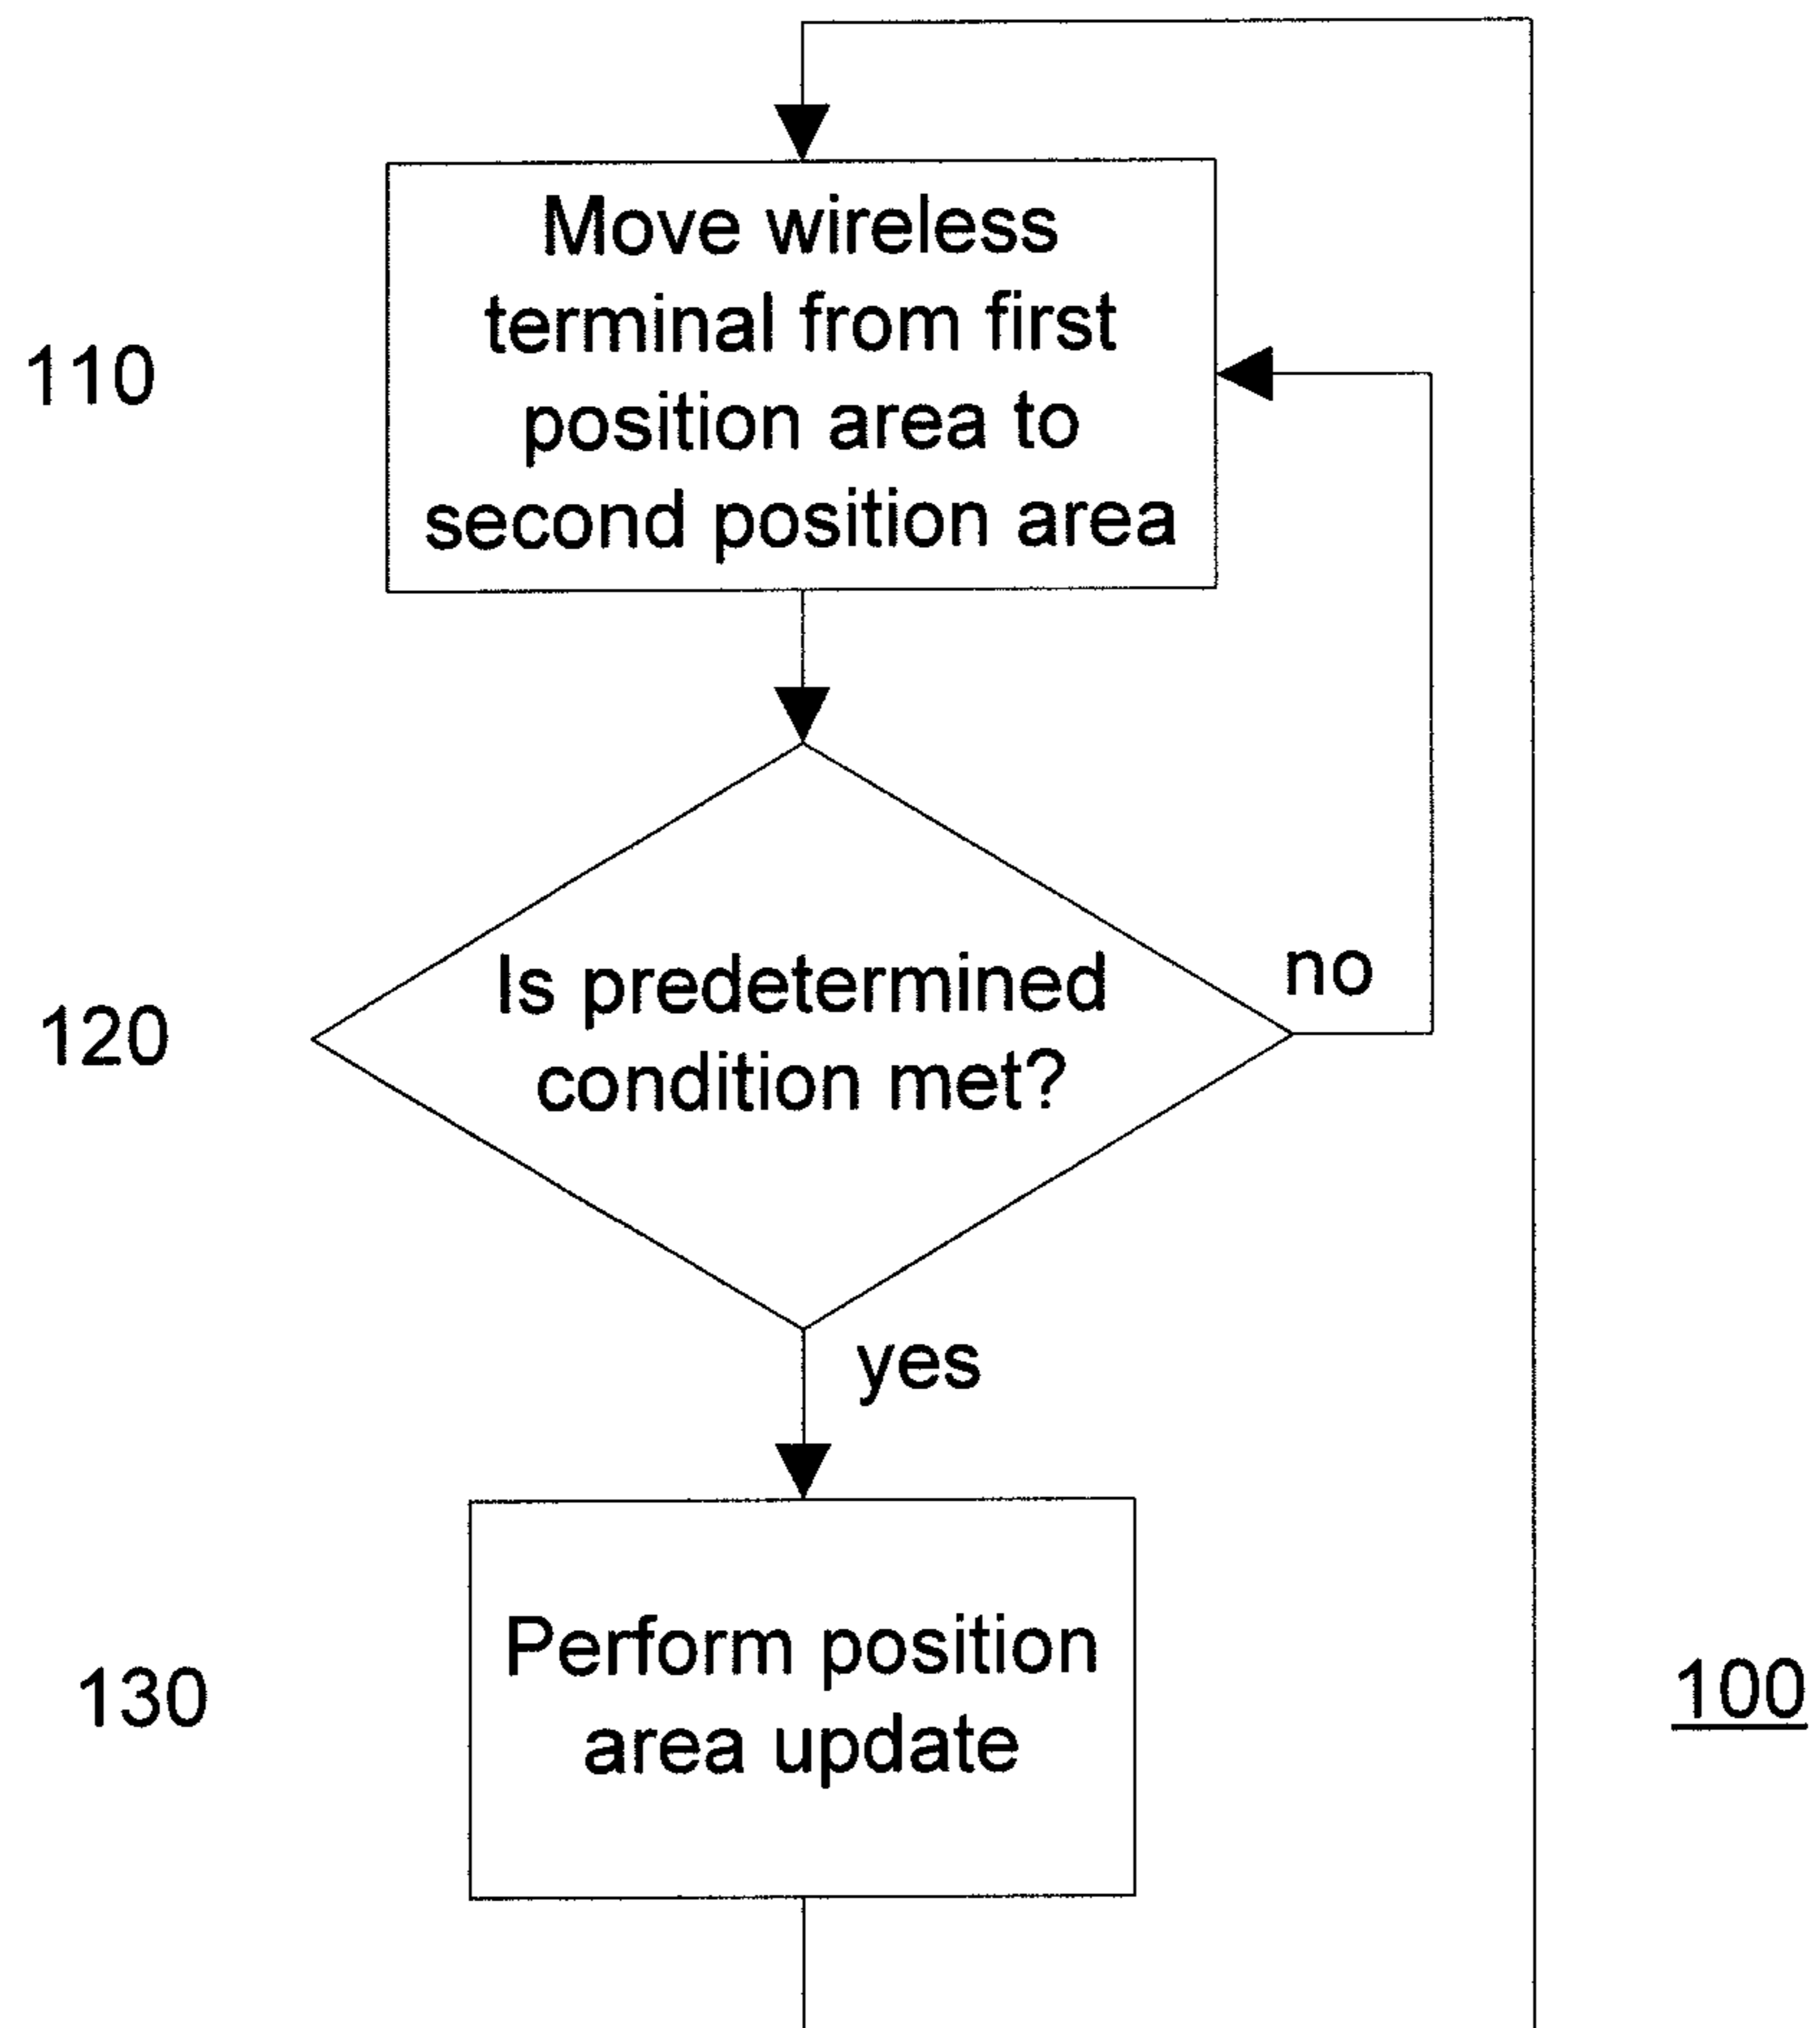 Move wireless
terminal from first
position area to
second position area
110
Is predetermined
condition met?
no
120
yes
Perform position
area update
130
100